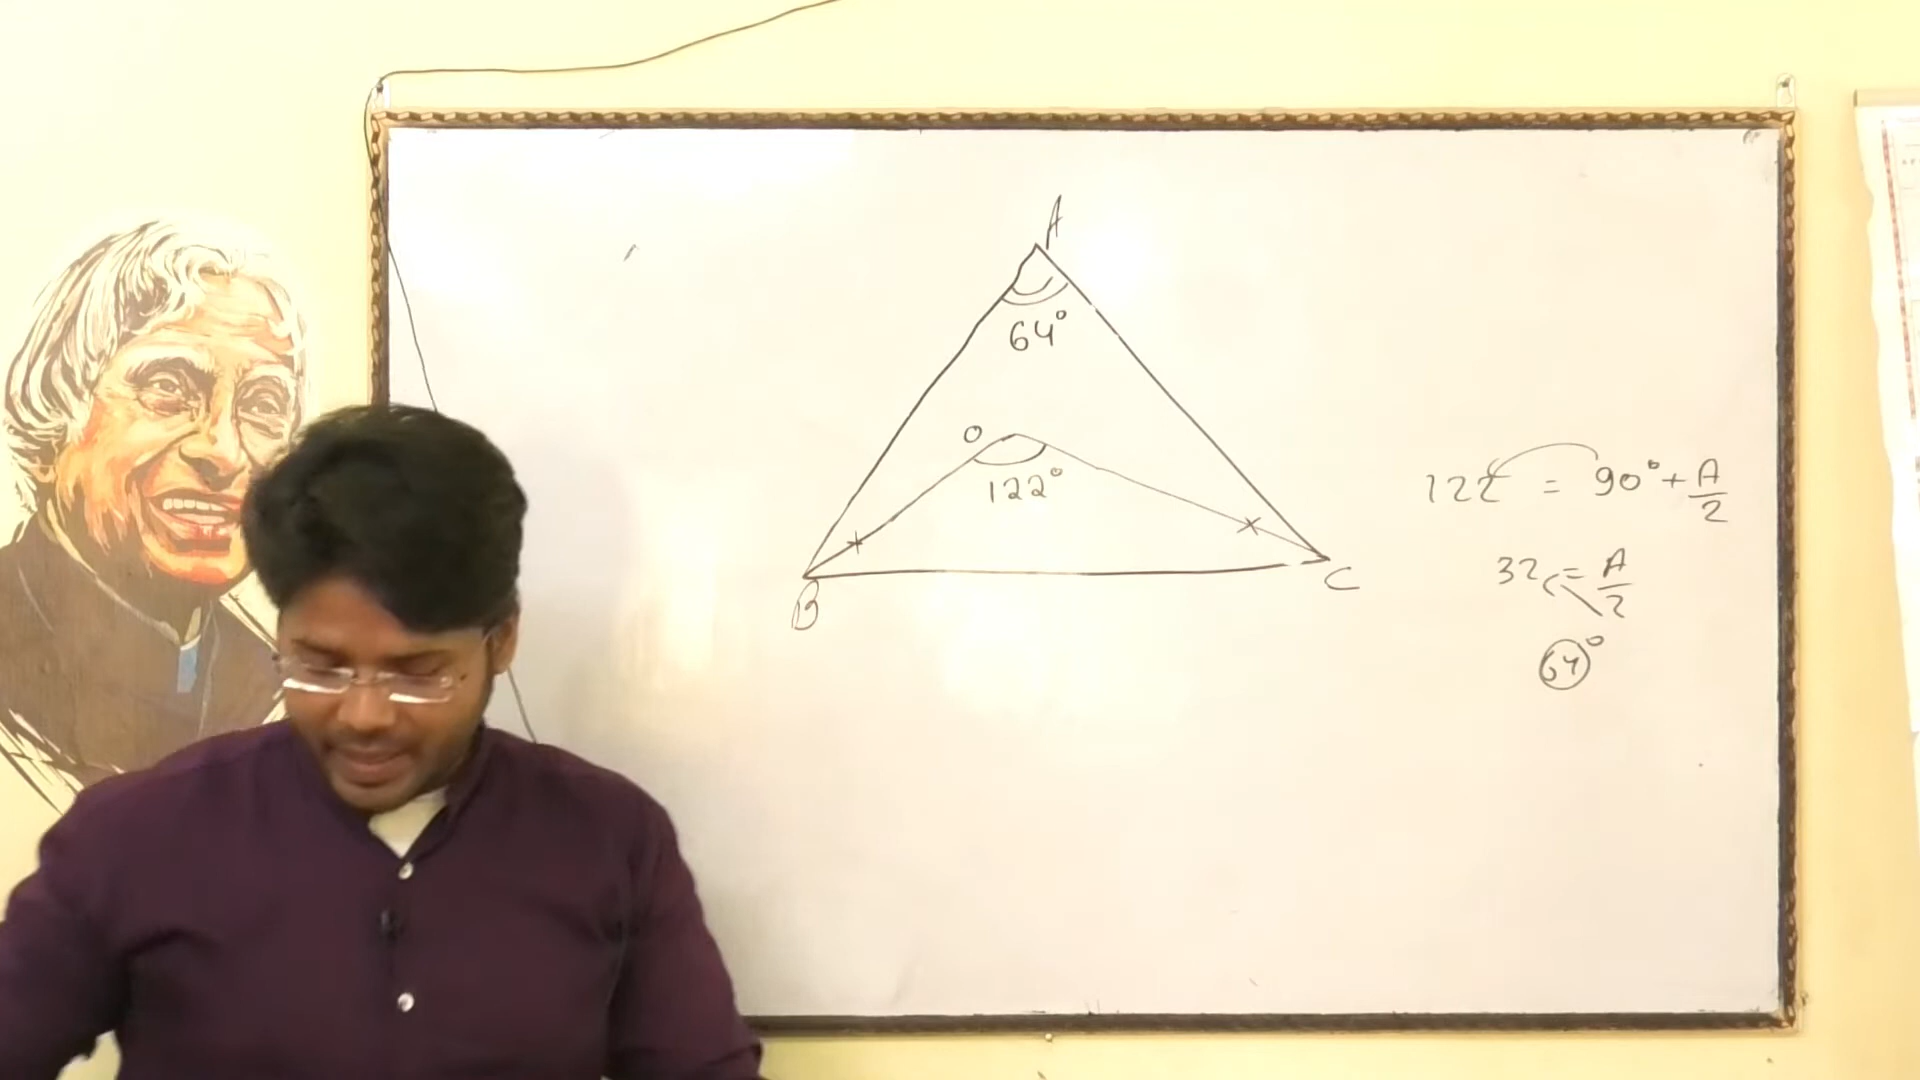 A
64°
O
122°
B
C
122 = 90° + A/2
32 = A/2
64°